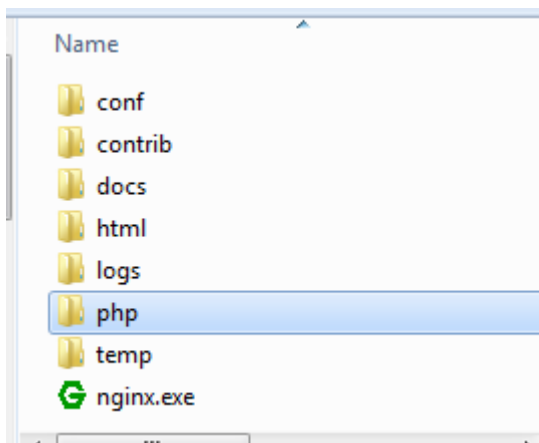 Name
conf
contrib
docs
html
logs
php
temp
nginx.exe